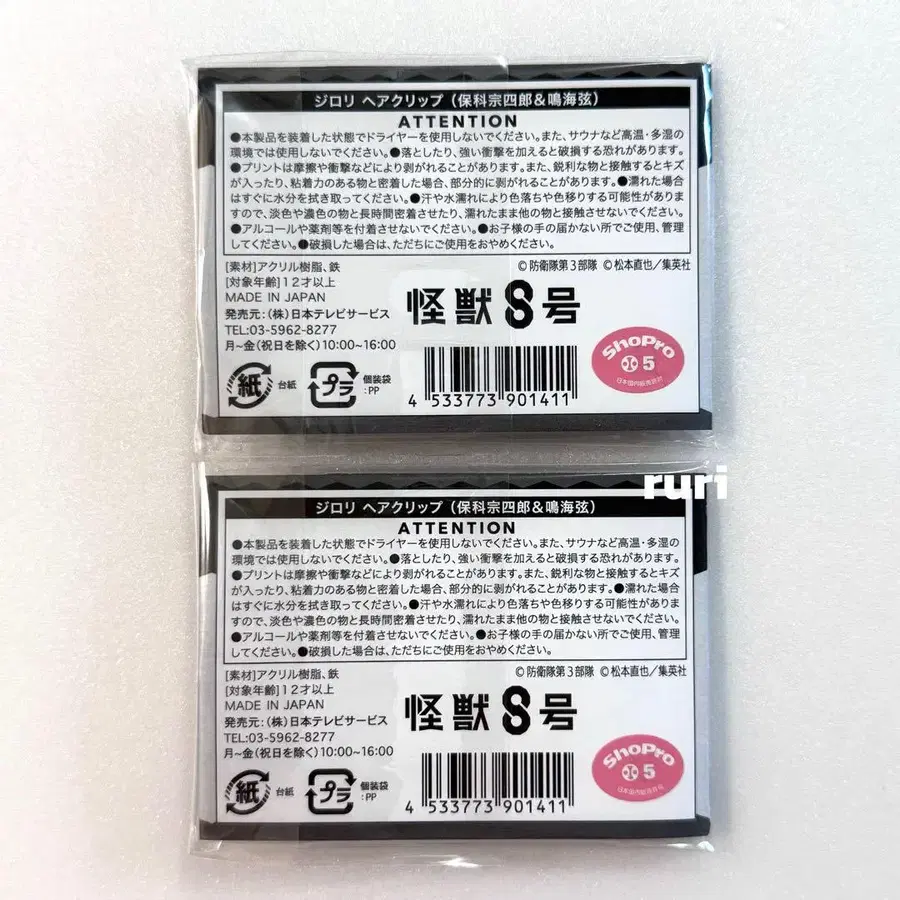 ジロリ ヘアクリップ（保科宗四郎＆鳴海弦）
ATTENTION
●本製品を装着した状態でドライヤーを使用しないでください。また、サウナなど高温・多湿の
環境では使用しないでください。●落としたり、強い衝撃を加えると破損する恐れがあります。
●プリントは摩擦や衝撃などにより剥がれることがあります。また、鋭利な物と接触するとキズ
が入ったり、粘着力のある物と密着した場合、部分的に剥がれることがあります。●濡れた場合
はすぐに水分を拭き取ってください。●汗や水濡れにより色落ちや色移りする可能性があり
ますので、淡色や濃色の物と長時間密着させたり、濡れたまま他の物と接触させないでください。
●アルコールや薬剤等を付着させないでください。●お子様の手の届かない所でご使用、管理
してください。●破損した場合は、ただちにご使用をおやめください。
[素材]アクリル樹脂、鉄
©防衛隊第3部隊 ©松本直也／集英社
[対象年齢]12才以上
MADE IN JAPAN
怪獣8号
発売元：（株）日本テレビサービス
TEL:03-5962-8277
月～金（祝日を除く）10:00~16:00
ShoPro
5
日本国内販売許諾
紙 台紙
プラ 個装袋
:PP
4 533773 901411
ruri
ジロリ ヘアクリップ（保科宗四郎＆鳴海弦）
ATTENTION
●本製品を装着した状態でドライヤーを使用しないでください。また、サウナなど高温・多湿の
環境では使用しないでください。●落としたり、強い衝撃を加えると破損する恐れがあります。
●プリントは摩擦や衝撃などにより剥がれることがあります。また、鋭利な物と接触するとキズ
が入ったり、粘着力のある物と密着した場合、部分的に剥がれることがあります。●濡れた場合
はすぐに水分を拭き取ってください。●汗や水濡れにより色落ちや色移りする可能性がありま
すので、淡色や濃色の物と長時間密着させたり、濡れたまま他の物と接触させないでください。
●アルコールや薬剤等を付着させないでください。●お子様の手の届かない所でご使用、管理
してください。●破損した場合は、ただちにご使用をおやめください。
[素材]アクリル樹脂、鉄
©防衛隊第3部隊 ©松本直也／集英社
[対象年齢]12才以上
MADE IN JAPAN
怪獣8号
発売元：（株）日本テレビサービス
TEL:03-5962-8277
月～金（祝日を除く）10:00~16:00
ShoPro
5
紙 台紙
プラ 個装袋
:PP
4 533773 901411